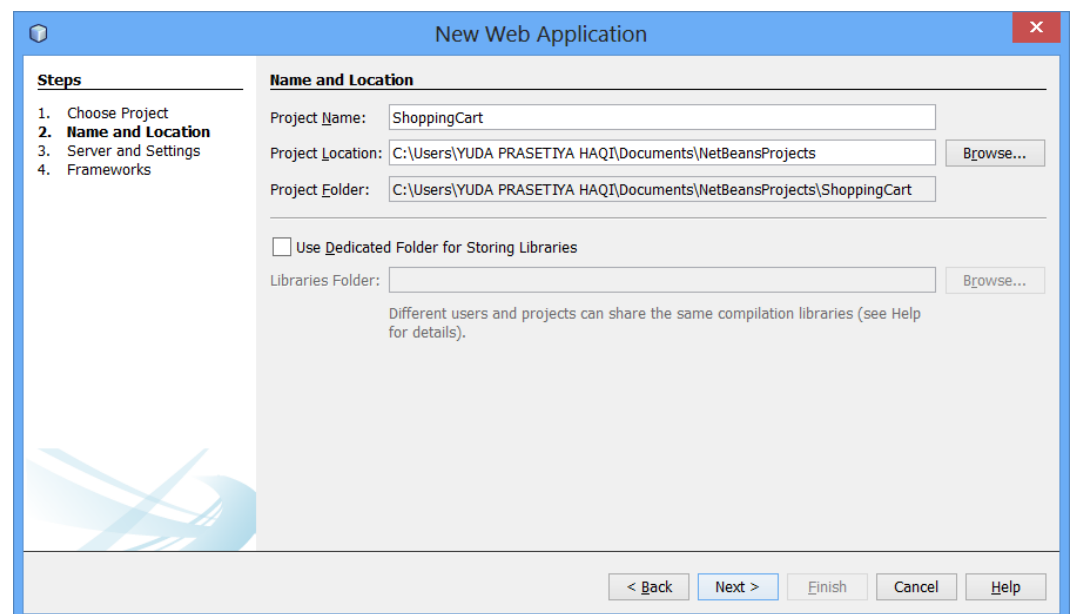 New Web Application
Steps
1. Choose Project
2. Name and Location
3. Server and Settings
4. Frameworks
Name and Location
Project Name: ShoppingCart
Project Location: C:\Users\YUDA PRASETIYA HAQI\Documents\NetBeansProjects Browse...
Project Folder: C:\Users\YUDA PRASETIYA HAQI\Documents\NetBeansProjects\ShoppingCart
Use Dedicated Folder for Storing Libraries
Libraries Folder: Browse...
Different users and projects can share the same compilation libraries (see Help
for details).
< Back Next > Finish Cancel Help